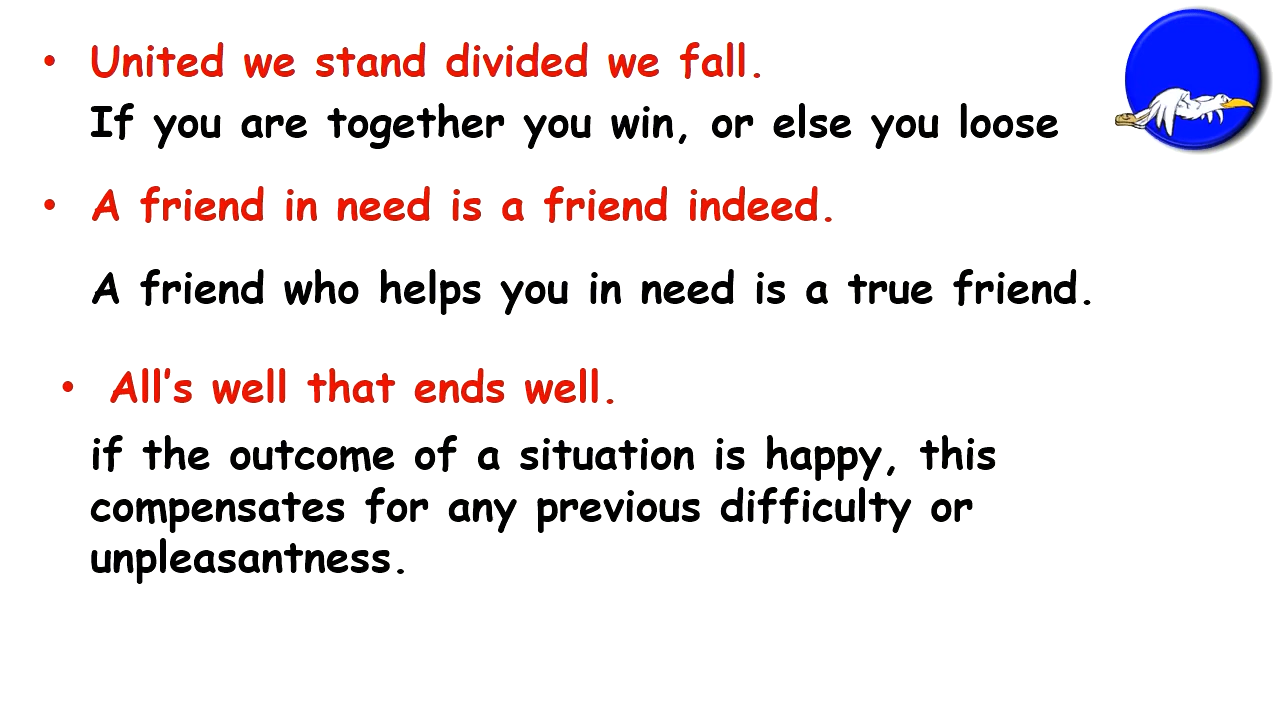 • United we stand divided we fall.
If you are together you win, or else you loose
• A friend in need is a friend indeed.
A friend who helps you in need is a true friend.
• All's well that ends well.
if the outcome of a situation is happy, this
compensates for any previous difficulty or
unpleasantness.